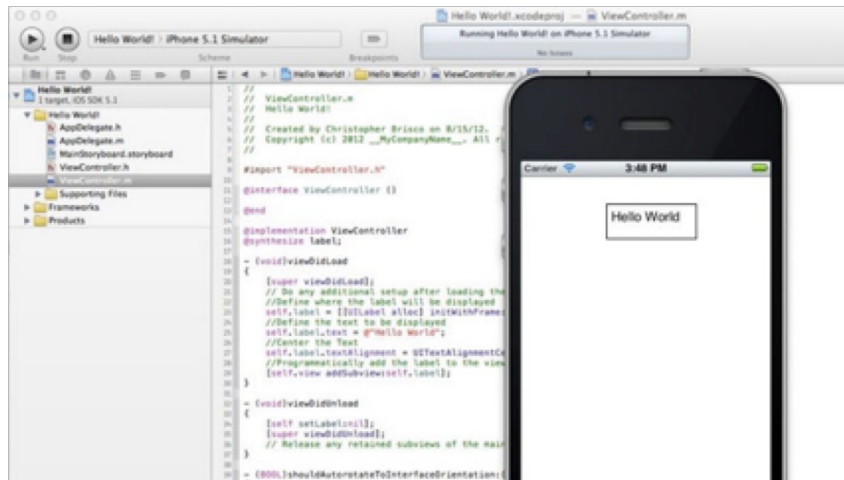 Hello World!.xcodeproj — ViewController.m
Hello World! iPhone 5.1 Simulator
Running Hello World! on iPhone 5.1 Simulator
No Issues
Run Stop Scheme Breakpoints
Hello World! Hello World! ViewController.m
Hello World!
1 target, iOS SDK 5.1
Hello World!
AppDelegate.h
AppDelegate.m
MainStoryboard.storyboard
ViewController.h
ViewController.m
Supporting Files
Frameworks
Products
//
// ViewController.m
// Hello World!
//
// Created by Christopher Brisco on 8/15/12.
// Copyright (c) 2012 __MyCompanyName__. All
//
#import "ViewController.h"
@interface ViewController ()
@end
@implementation ViewController
@synthesize label;
- (void)viewDidLoad
{
[super viewDidLoad];
// Do any additional setup after loading the
//Define where the label will be displayed
self.label = [[UILabel alloc] initWithFrame:
//Define the text to be displayed
self.label.text = @"Hello World";
//Center the Text
self.label.textAlignment = UITextAlignmentCe
//Programmatically add the label to the view
[self.view addSubview:self.label];
}
- (void)viewDidUnload
{
[self setLabel:nil];
[super viewDidUnload];
// Release any retained subviews of the main
}
- (BOOL)shouldAutorotateToInterfaceOrientation:(
Carrier 3:48 PM
Hello World